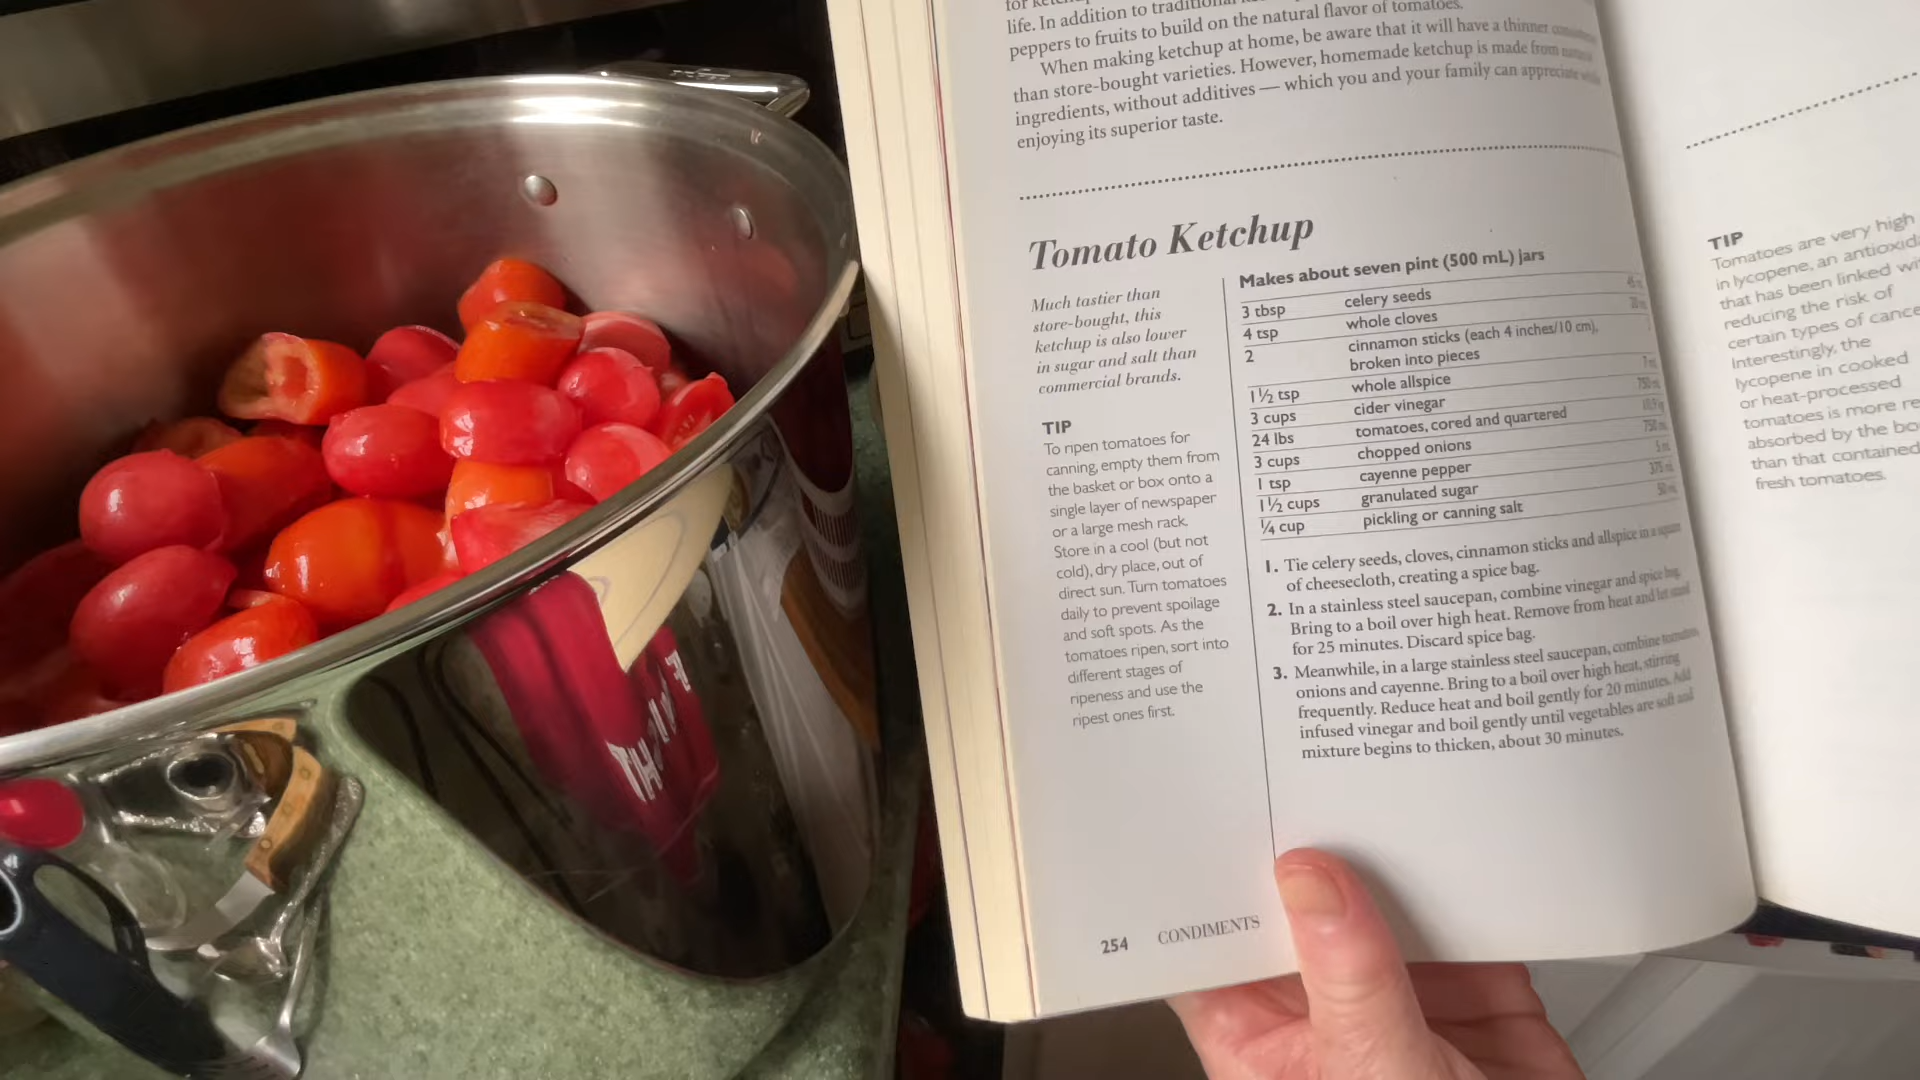 life. In addition to traditional
peppers to fruits to build on the natural flavor of tomatoes.
When making ketchup at home, be aware that it will have a thinner
than store-bought varieties. However, homemade ketchup is made from
ingredients, without additives — which you and your family can appreciate
enjoying its superior taste.
Tomato Ketchup
Much tastier than
store-bought, this
ketchup is also lower
in sugar and salt than
commercial brands.
TIP
To ripen tomatoes for
canning, empty them from
the basket or box onto a
single layer of newspaper
or a large mesh rack.
Store in a cool (but not
cold), dry place, out of
direct sun. Turn tomatoes
daily to prevent spoilage
and soft spots. As the
tomatoes ripen, sort into
different stages of
ripeness and use the
ripest ones first.
Makes about seven pint (500 mL) jars
3 tbsp celery seeds
4 tsp whole cloves
2 cinnamon sticks (each 4 inches/10 cm),
broken into pieces
1½ tsp whole allspice
3 cups cider vinegar 750 mL
24 lbs tomatoes, cored and quartered
3 cups chopped onions 750 mL
1 tsp cayenne pepper
1½ cups granulated sugar
¼ cup pickling or canning salt
1. Tie celery seeds, cloves, cinnamon sticks and allspice in a square
of cheesecloth, creating a spice bag.
2. In a stainless steel saucepan, combine vinegar and spice bag.
Bring to a boil over high heat. Remove from heat and let stand
for 25 minutes. Discard spice bag.
3. Meanwhile, in a large stainless steel saucepan, combine tomatoes,
onions and cayenne. Bring to a boil over high heat, stirring
frequently. Reduce heat and boil gently for 20 minutes. Add
infused vinegar and boil gently until vegetables are soft and
mixture begins to thicken, about 30 minutes.
254 CONDIMENTS
TIP
Tomatoes are very high
in lycopene, an
that has been linked
reducing the risk of
certain types of
Interestingly, the
lycopene in cooked
or heat-processed
tomatoes is more
absorbed by the
than that contained
fresh tomatoes.